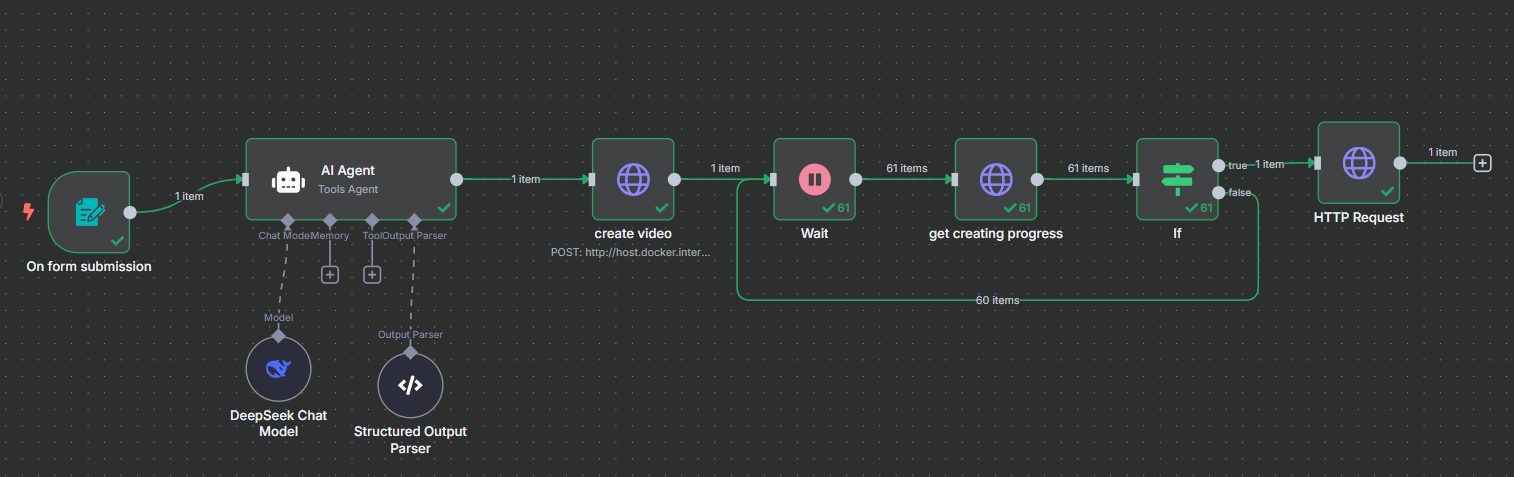 AI Agent
Tools Agent
1 item
1 item
1 item
61 items
61 items
true
1 item
1 item
false
61
61
61
On form submission
Chat Model
Memory
Tool
Output Parser
create video
POST: http://host.docker.inter...
Wait
get creating progress
If
HTTP Request
60 items
Model
Output Parser
DeepSeek Chat
Model
Structured Output
Parser